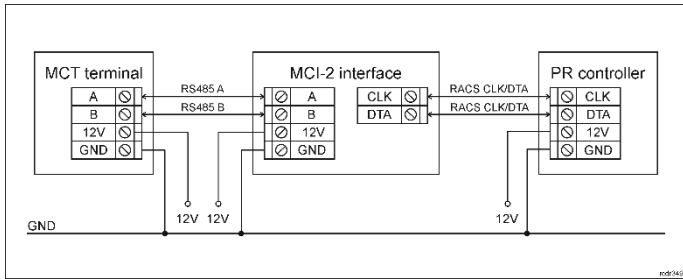 MCT terminal
A
B
12V
GND
RS485 A
RS485 B
MCI-2 interface
A
B
12V
GND
CLK
DTA
RACS CLK/DTA
RACS CLK/DTA
PR controller
CLK
DTA
12V
GND
12V
12V
12V
GND